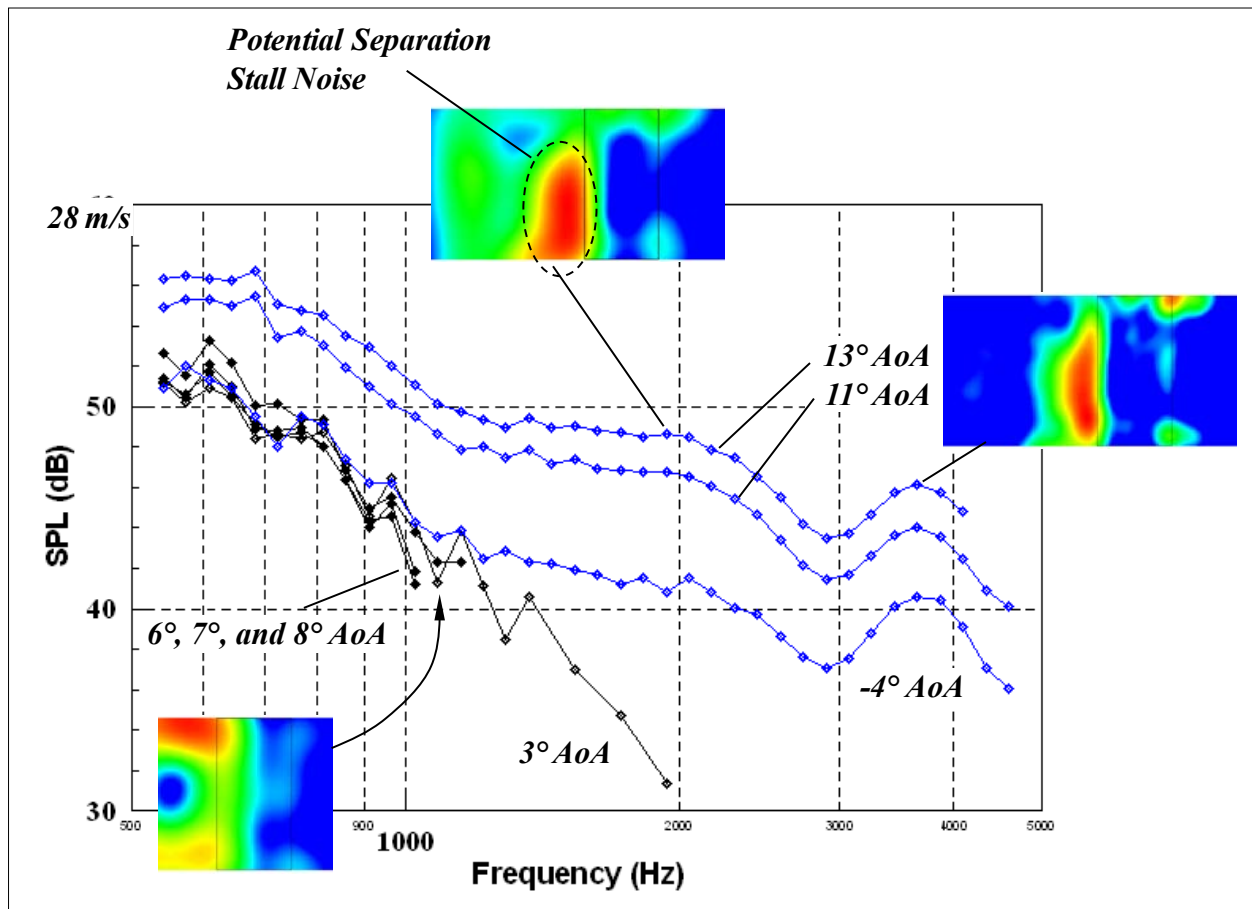 Potential Separation
Stall Noise
28 m/s
13° AoA
11° AoA
50
SPL (dB)
40
6°, 7°, and 8° AoA
-4° AoA
3° AoA
30
500
900
1000
2000
3000
4000
5000
Frequency (Hz)